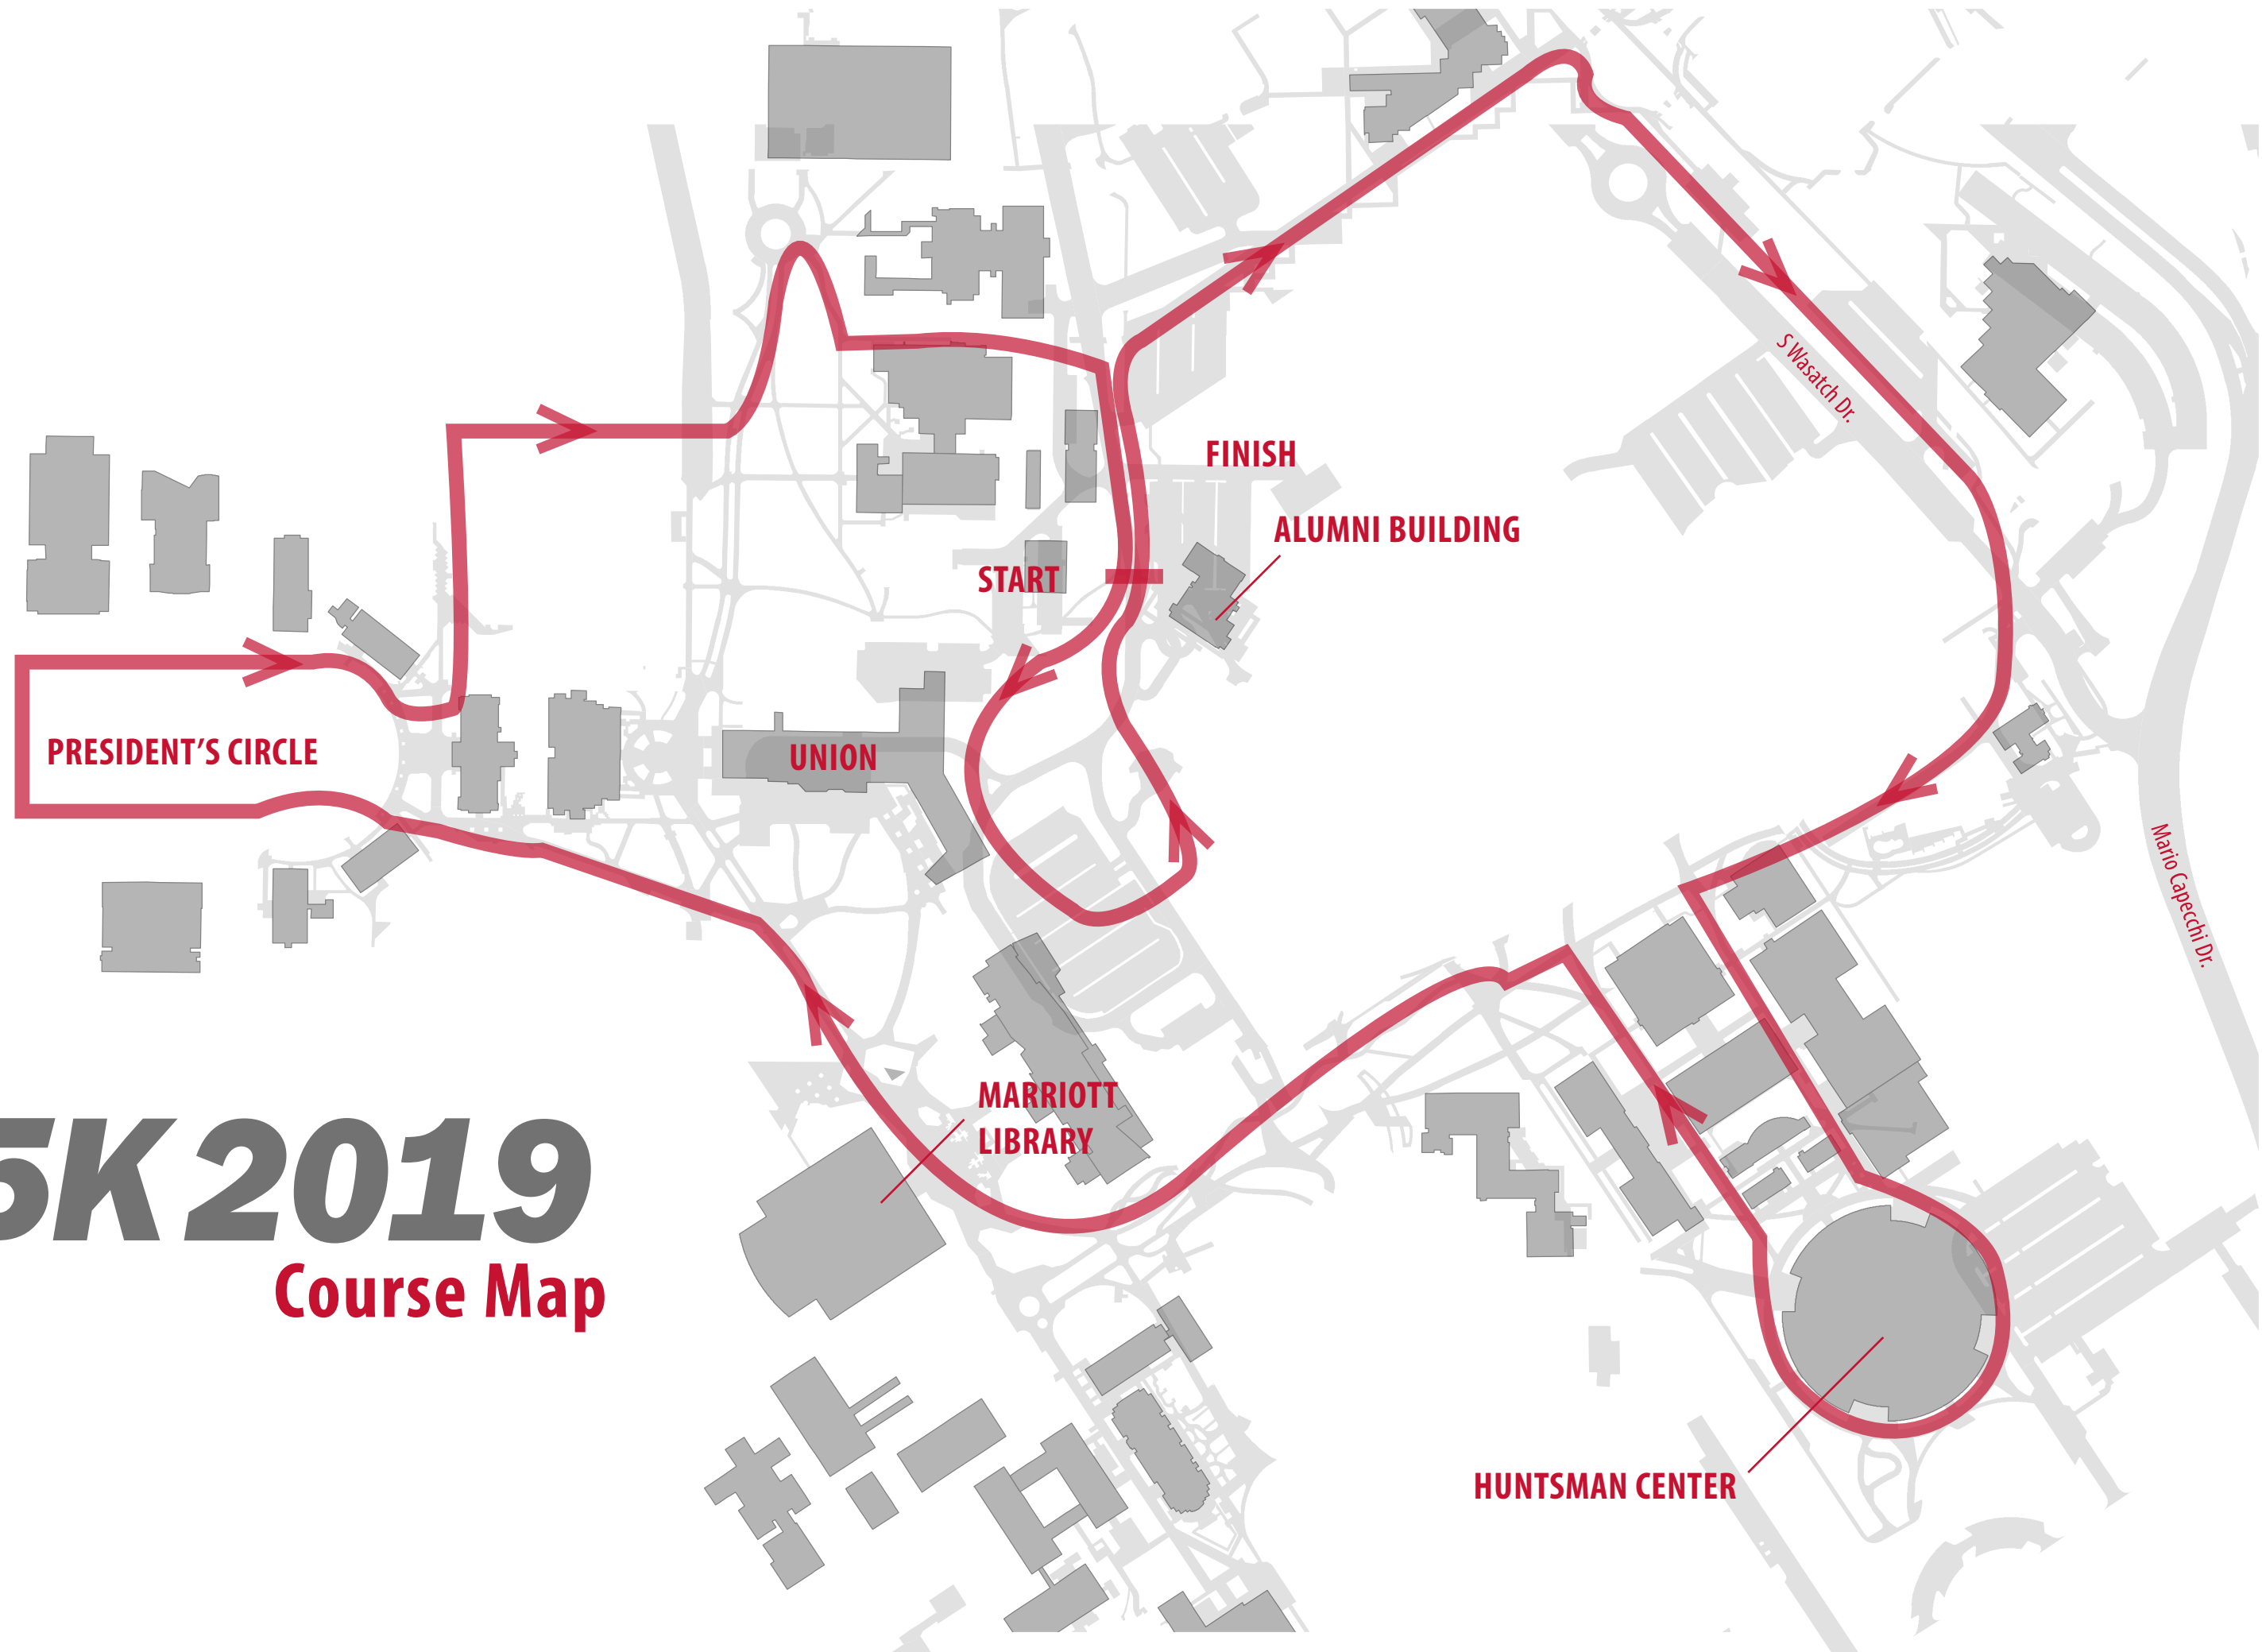 S Wasatch Dr.
FINISH
ALUMNI BUILDING
START
PRESIDENT'S CIRCLE
UNION
Mario Capecchi Dr.
MARRIOTT
LIBRARY
5K 2019
Course Map
HUNTSMAN CENTER